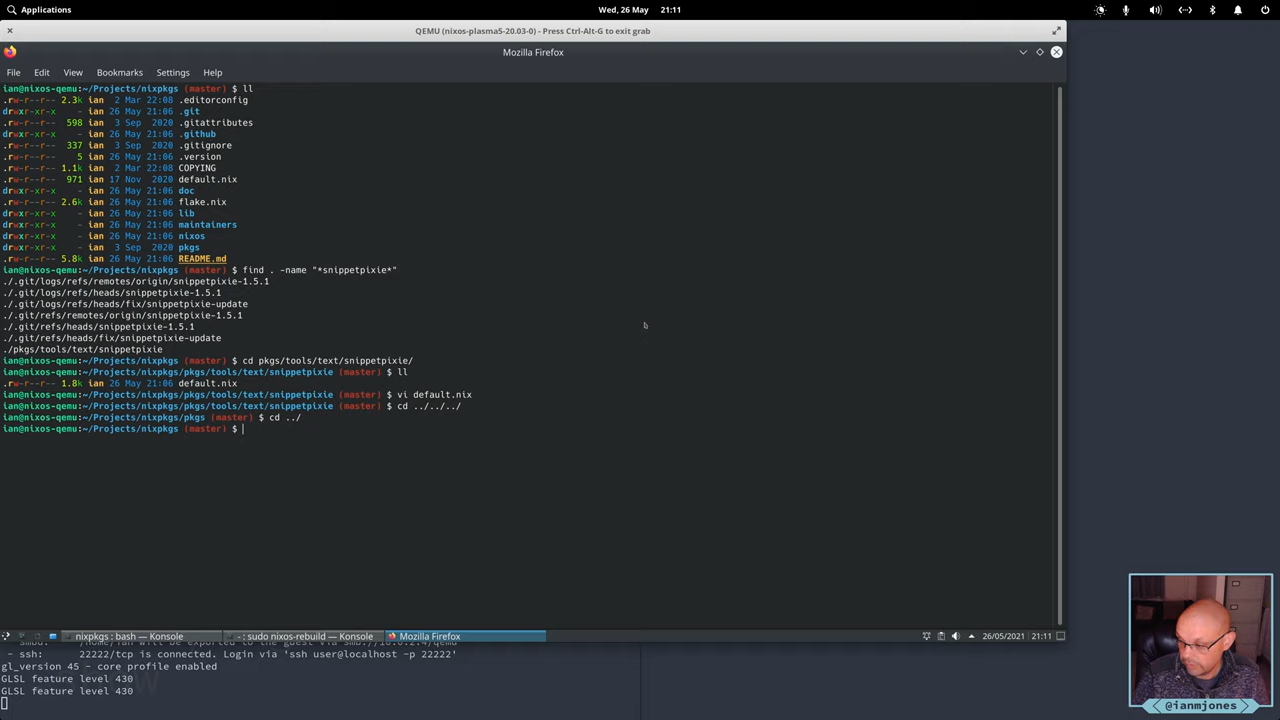 Applications
Wed, 26 May 21:11
QEMU (nixos-plasma5-20.03-0) - Press Ctrl-Alt-G to exit grab
Mozilla Firefox
File Edit View Bookmarks Settings Help
ian@nixos-qemu:~/Projects/nixpkgs (master) $ ll
.rw-r--r-- 2.3k ian 2 Mar 22:08 .editorconfig
drwxr-xr-x - ian 26 May 21:06 .git
.rw-r--r-- 598 ian 3 Sep 2020 .gitattributes
drwxr-xr-x - ian 26 May 21:06 .github
.rw-r--r-- 337 ian 3 Sep 2020 .gitignore
.rw-r--r-- 5 ian 26 May 21:06 .version
.rw-r--r-- 1.1k ian 2 Mar 22:08 COPYING
.rw-r--r-- 971 ian 17 Nov 2020 default.nix
drwxr-xr-x - ian 26 May 21:06 doc
.rw-r--r-- 2.6k ian 26 May 21:06 flake.nix
drwxr-xr-x - ian 26 May 21:06 lib
drwxr-xr-x - ian 26 May 21:06 maintainers
drwxr-xr-x - ian 26 May 21:06 nixos
drwxr-xr-x - ian 3 Sep 2020 pkgs
.rw-r--r-- 5.8k ian 26 May 21:06 README.md
ian@nixos-qemu:~/Projects/nixpkgs (master) $ find . -name "*snippetpixie*"
./.git/logs/refs/remotes/origin/snippetpixie-1.5.1
./.git/logs/refs/heads/snippetpixie-1.5.1
./.git/logs/refs/heads/fix/snippetpixie-update
./.git/refs/remotes/origin/snippetpixie-1.5.1
./.git/refs/heads/snippetpixie-1.5.1
./.git/refs/heads/fix/snippetpixie-update
./pkgs/tools/text/snippetpixie
ian@nixos-qemu:~/Projects/nixpkgs (master) $ cd pkgs/tools/text/snippetpixie/
ian@nixos-qemu:~/Projects/nixpkgs/pkgs/tools/text/snippetpixie (master) $ ll
.rw-r--r-- 1.8k ian 26 May 21:06 default.nix
ian@nixos-qemu:~/Projects/nixpkgs/pkgs/tools/text/snippetpixie (master) $ vi default.nix
ian@nixos-qemu:~/Projects/nixpkgs/pkgs/tools/text/snippetpixie (master) $ cd ../../../
ian@nixos-qemu:~/Projects/nixpkgs/pkgs (master) $ cd ../
ian@nixos-qemu:~/Projects/nixpkgs (master) $
nixpkgs : bash — Konsole
- : sudo nixos-rebuild — Konsole
Mozilla Firefox
26/05/2021 21:11
- ssh: 22222/tcp is connected. Login via 'ssh user@localhost -p 22222'
gl_version 45 - core profile enabled
GLSL feature level 430
GLSL feature level 430
@ianmjones